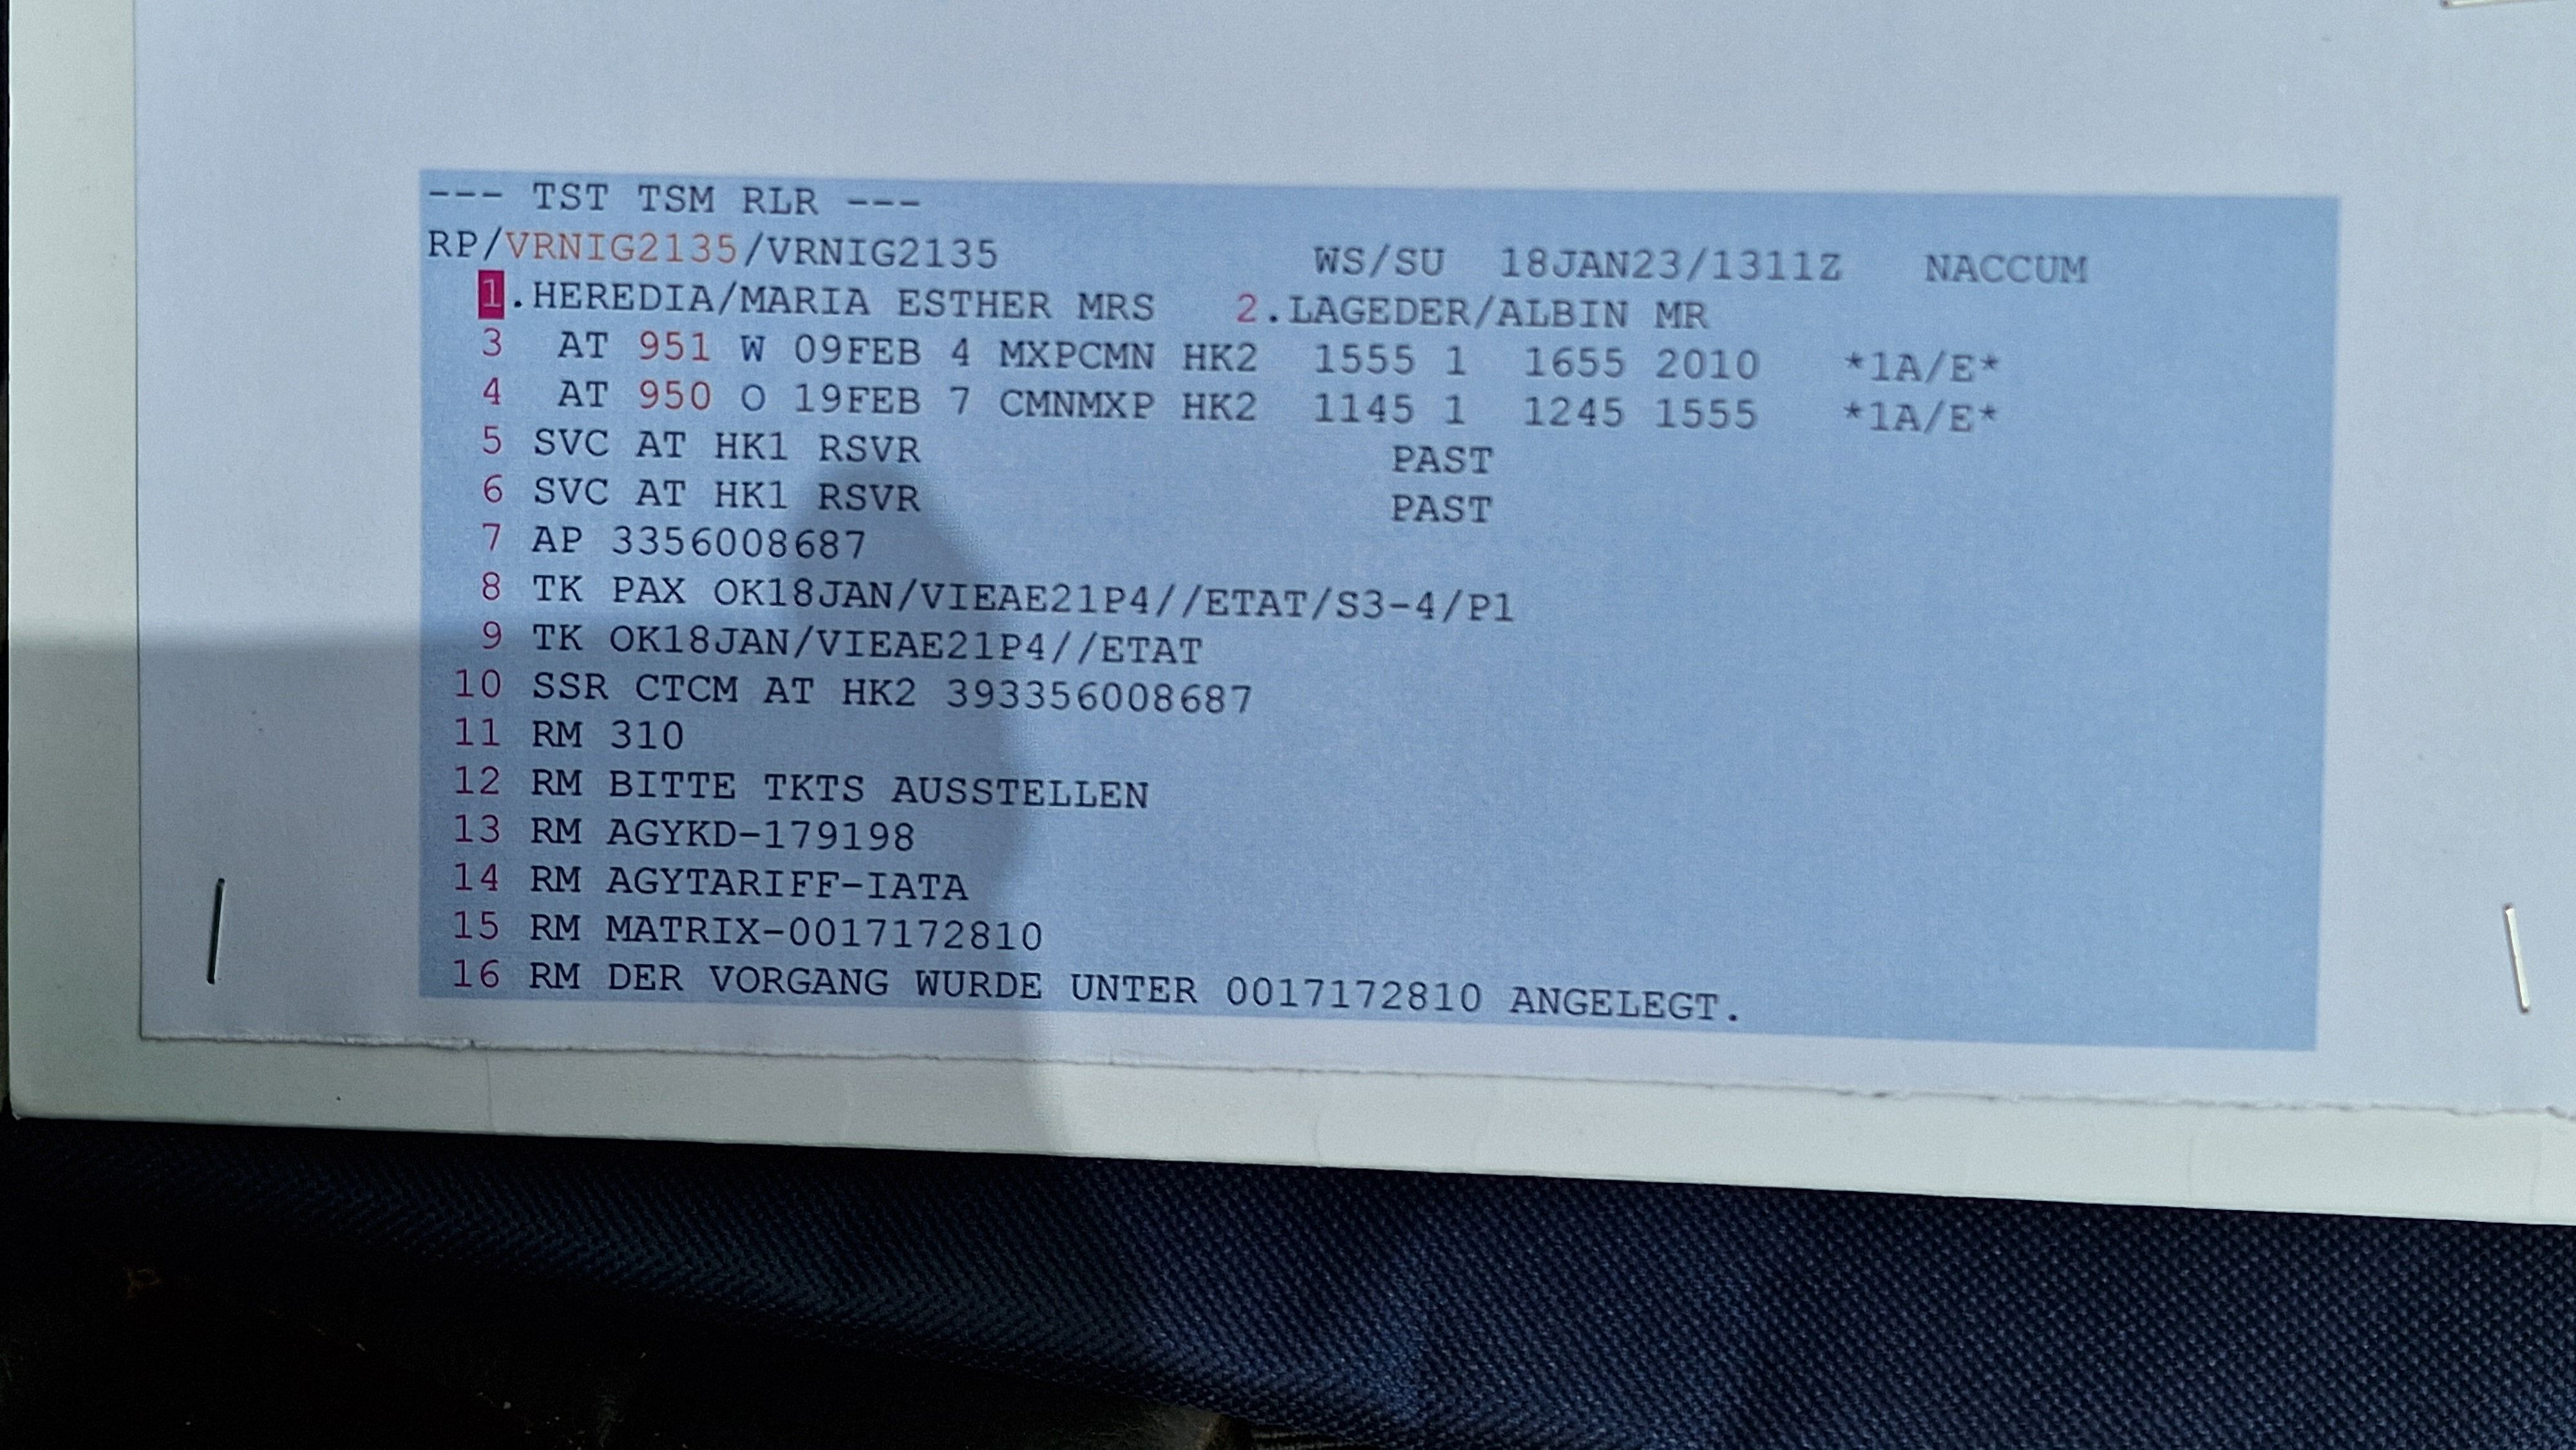 --- TST TSM RLR ---
RP/VRNIG2135/VRNIG2135 WS/SU 18JAN23/1311Z NACCUM
1.HEREDIA/MARIA ESTHER MRS 2.LAGEDER/ALBIN MR
3 AT 951 W 09FEB 4 MXPCMN HK2 1555 1 1655 2010 *1A/E*
4 AT 950 O 19FEB 7 CMNMXP HK2 1145 1 1245 1555 *1A/E*
5 SVC AT HK1 RSVR PAST
6 SVC AT HK1 RSVR PAST
7 AP 3356008687
8 TK PAX OK18JAN/VIEAE21P4//ETAT/S3-4/P1
9 TK OK18JAN/VIEAE21P4//ETAT
10 SSR CTCM AT HK2 393356008687
11 RM 310
12 RM BITTE TKTS AUSSTELLEN
13 RM AGYKD-179198
14 RM AGYTARIFF-IATA
15 RM MATRIX-0017172810
16 RM DER VORGANG WURDE UNTER 0017172810 ANGELEGT.